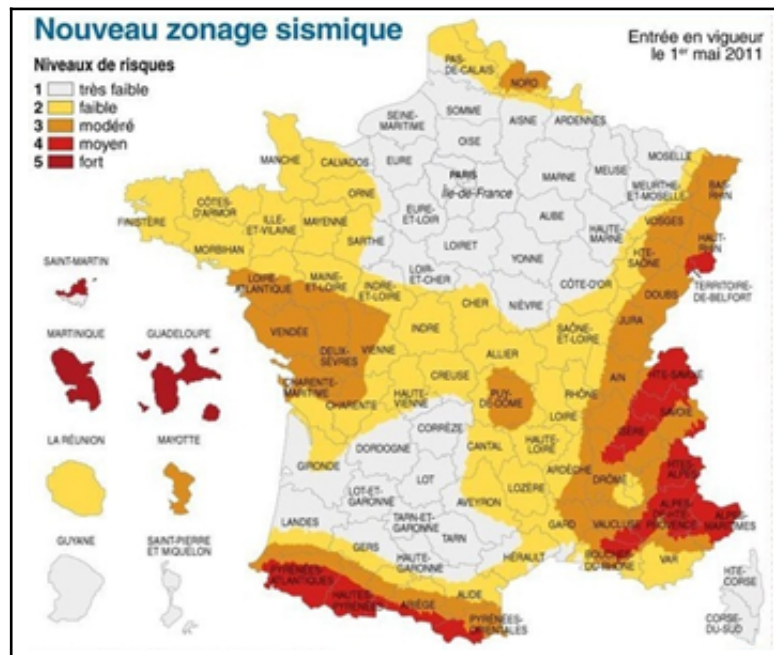 Nouveau zonage sismique
Entrée en vigueur
le 1er mai 2011
Niveaux de risques
1 très faible
2 faible
3 modéré
4 moyen
5 fort
PAS-
DE-CALAIS
NORD
SOMME
SEINE-
MARITIME
AISNE
ARDENNES
OISE
MANCHE
CALVADOS
EURE
PARIS
Île-de-France
MARNE
MEUSE
MOSELLE
MEURTHE-
ET-MOSELLE
BAS-
RHIN
ORNE
FINISTÈRE
CÔTES-
D'ARMOR
ILLE-
ET-VILAINE
MAYENNE
EURE-
ET-LOIR
AUBE
HAUTE-
MARNE
VOSGES
HAUT-
RHIN
MORBIHAN
SARTHE
LOIRET
YONNE
HTE-
SAÔNE
TERRITOIRE-
DE-BELFORT
SAINT-MARTIN
LOIRE-
ATLANTIQUE
MAINE-
ET-LOIRE
INDRE-
ET-LOIRE
LOIR-
ET-CHER
CHER
NIÈVRE
CÔTE-D'OR
DOUBS
MARTINIQUE
GUADELOUPE
VENDÉE
DEUX-
SÈVRES
VIENNE
INDRE
SAÔNE-
ET-LOIRE
JURA
ALLIER
CHARENTE-
MARITIME
CHARENTE
HAUTE-
VIENNE
CREUSE
PUY-
DE-DÔME
RHÔNE
AIN
HTE-SAVOIE
SAVOIE
LOIRE
ISÈRE
LA RÉUNION
MAYOTTE
GIRONDE
DORDOGNE
CORRÈZE
CANTAL
HAUTE-
LOIRE
ARDÈCHE
DRÔME
HTES-
ALPES
LOT-ET-
GARONNE
LOT
AVEYRON
LOZÈRE
GUYANE
SAINT-PIERRE
ET MIQUELON
LANDES
TARN-ET-
GARONNE
TARN
GARD
VAUCLUSE
ALPES-
DE-HTE-
PROVENCE
ALPES-
MARITIMES
GERS
HAUTE-
GARONNE
HÉRAULT
BOUCHES-
DU-RHÔNE
VAR
PYRÉNÉES-
ATLANTIQUES
HAUTES-
PYRÉNÉES
ARIÈGE
AUDE
PYRÉNÉES-
ORIENTALES
HTE-
CORSE
CORSE-
DU-SUD